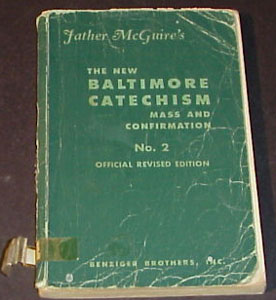 Father McGuire's
THE NEW
BALTIMORE
CATECHISM
MASS AND
CONFIRMATION
No. 2
OFFICIAL REVISED EDITION
BENZIGER BROTHERS, INC.